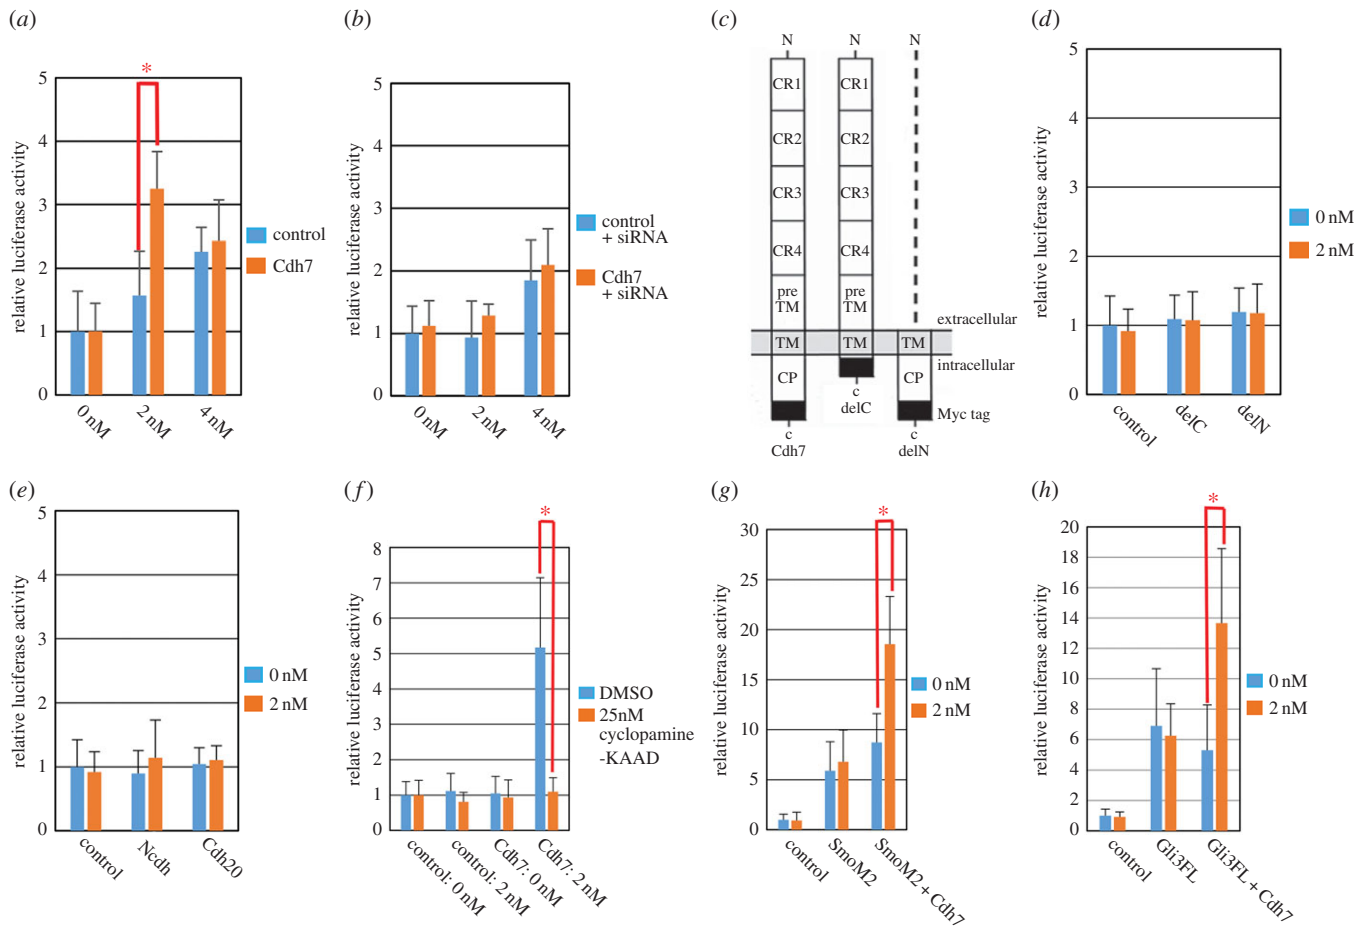 (a)
relative luciferase activity
5
4
3
2
1
0
*
0 nM
2 nM
4 nM
control
Cdh7
(b)
relative luciferase activity
5
4
3
2
1
0
0 nM
2 nM
4 nM
control
+ siRNA
Cdh7
+ siRNA
(c)
N
N
N
CR1
CR1
CR2
CR2
CR3
CR3
CR4
CR4
pre
TM
pre
TM
extracellular
TM
TM
TM
intracellular
CP
CP
c
delC
Myc tag
c
Cdh7
c
delN
(d)
relative luciferase activity
5
4
3
2
1
0
control
delC
delN
0 nM
2 nM
(e)
relative luciferase activity
5
4
3
2
1
0
control
Ncdh
Cdh20
0 nM
2 nM
(f)
relative luciferase activity
8
7
6
5
4
3
2
1
0
*
control: 0 nM
control: 2 nM
Cdh7: 0 nM
Cdh7: 2 nM
DMSO
25nM
cyclopamine
-KAAD
(g)
relative luciferase activity
30
25
20
15
10
5
0
*
control
SmoM2
SmoM2 + Cdh7
0 nM
2 nM
(h)
relative luciferase activity
20
18
16
14
12
10
8
6
4
2
0
*
control
Gli3FL
Gli3FL + Cdh7
0 nM
2 nM